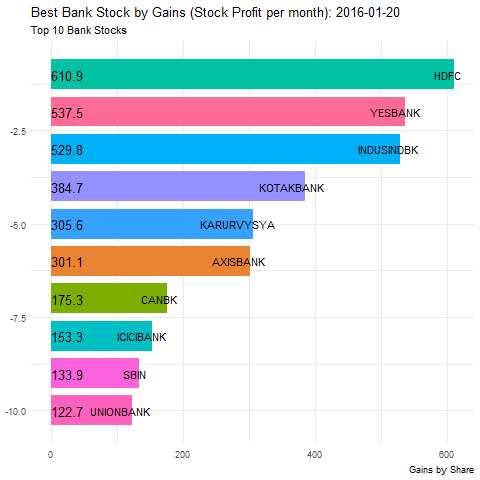 Best Bank Stock by Gains (Stock Profit per month): 2016-01-20
Top 10 Bank Stocks
610.9 HDFC
537.5 YESBANK
-2.5
529.8 INDUSINDBK
384.7 KOTAKBANK
-5.0 305.6 KARURVYSYA
301.1 AXISBANK
175.3 CANBK
-7.5
153.3 ICICIBANK
133.9 SBIN
-10.0 122.7 UNIONBANK
0 200 400 600
Gains by Share